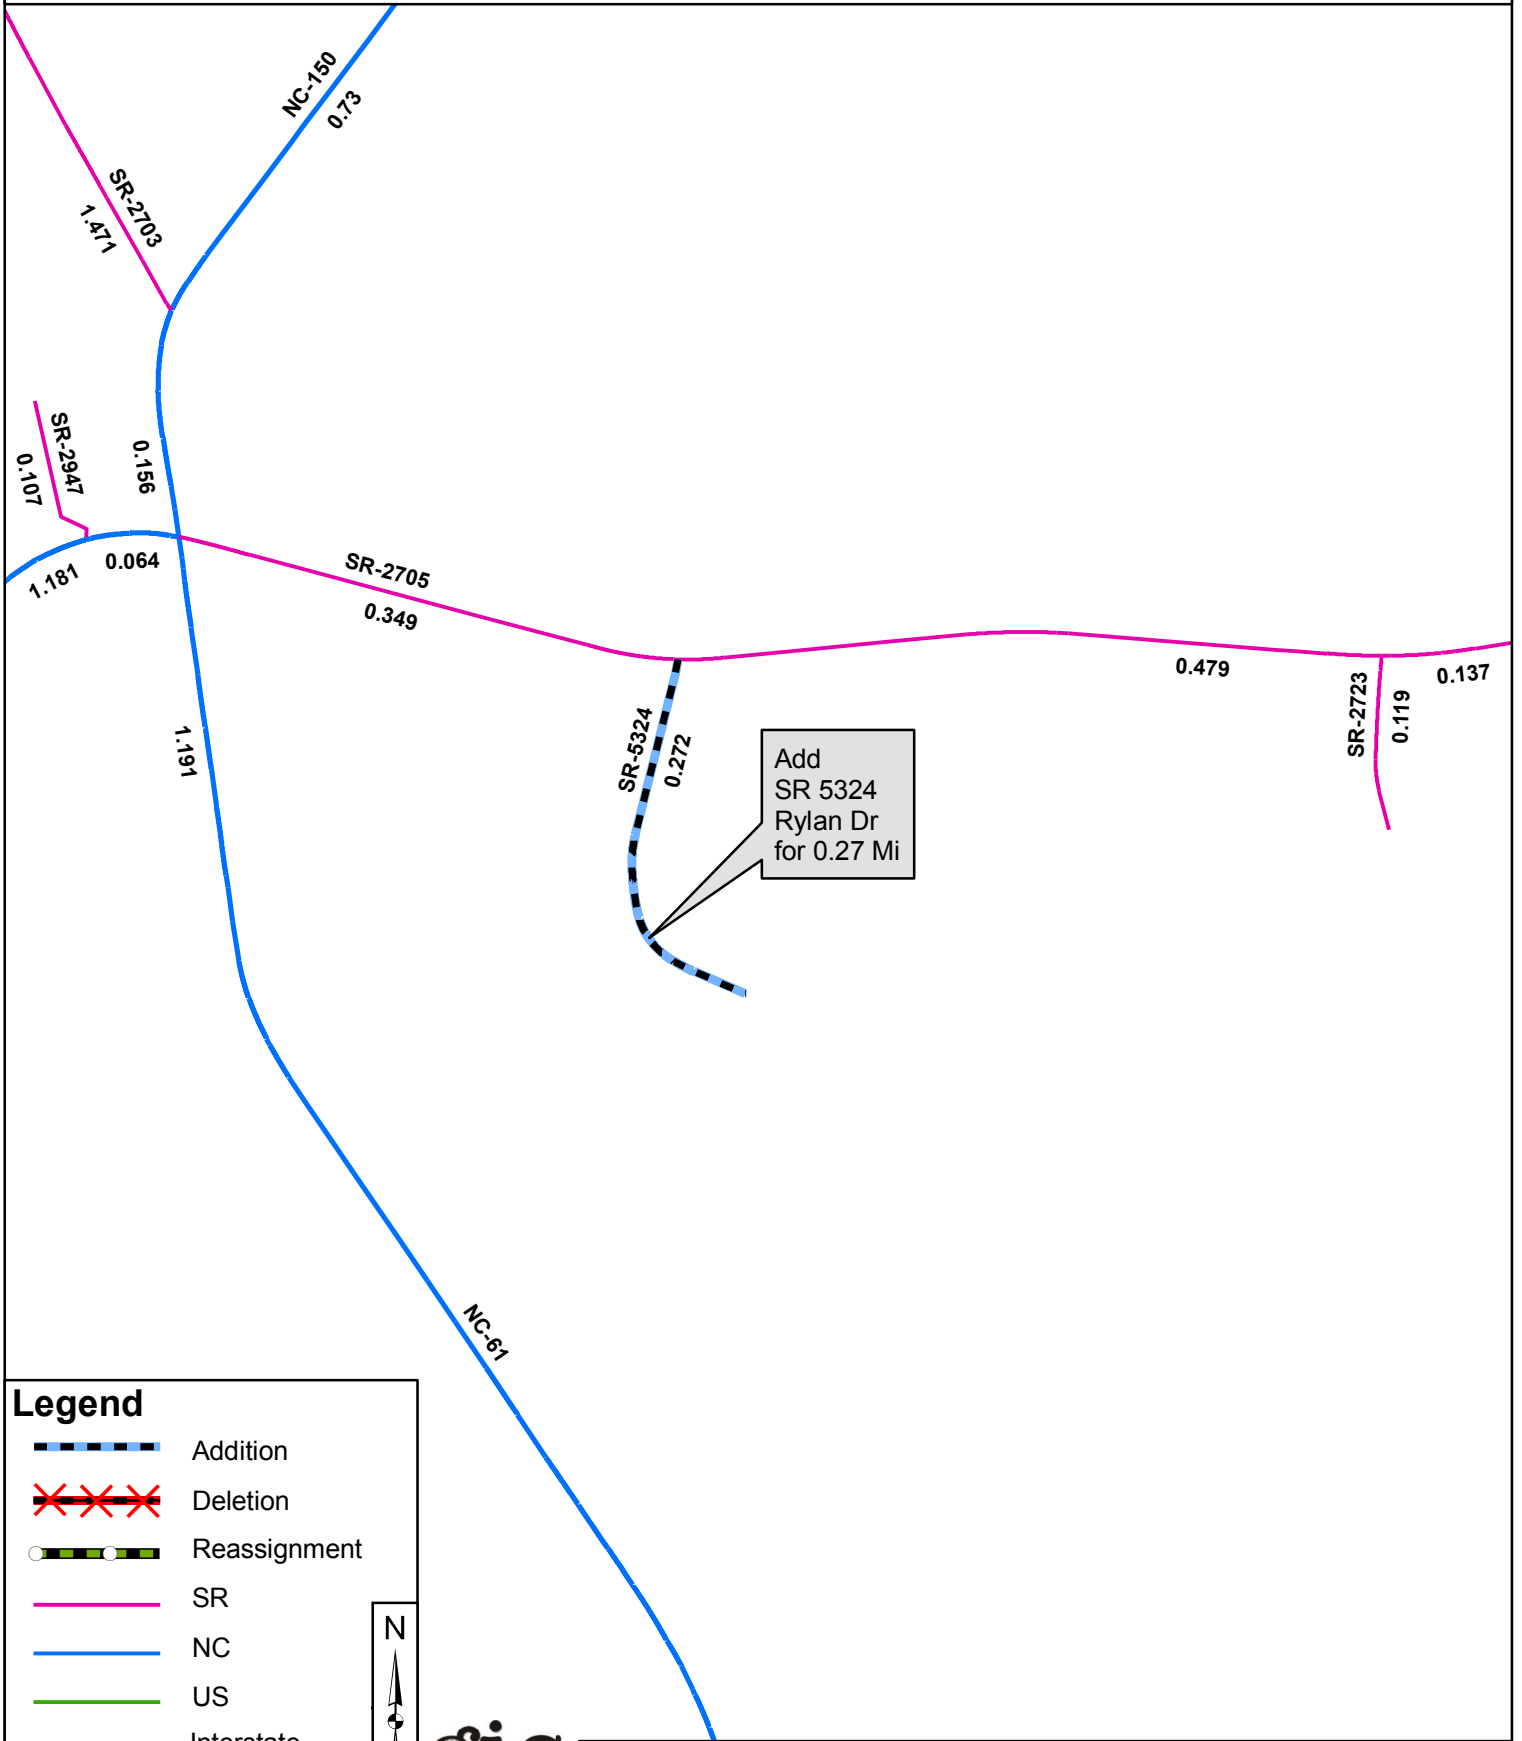 NC-150
0.73
SR-2703
1.471
SR-2947
0.107
0.156
0.064
1.181
SR-2705
0.349
0.479
0.137
SR-2723
0.119
SR-5324
0.272
1.191
Add
SR 5324
Rylan Dr
for 0.27 Mi
NC-61
Legend
Addition
Deletion
Reassignment
SR
NC
US
Interstate
N